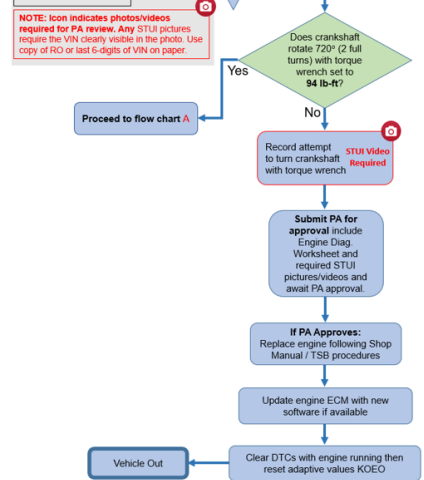 NOTE: Icon indicates photos/videos
required for PA review. Any STUI pictures
require the VIN clearly visible in the photo. Use
copy of RO or last 6-digits of VIN on paper.
Does crankshaft
rotate 720° (2 full
turns) with torque
wrench set to
94 lb-ft?
Yes
Proceed to flow chart A
No
Record attempt
to turn crankshaft
with torque wrench
STUI Video
Required
Submit PA for
approval include
Engine Diag.
Worksheet and
required STUI
pictures/videos and
await PA approval.
If PA Approves:
Replace engine following Shop
Manual / TSB procedures
Update engine ECM with new
software if available
Clear DTCs with engine running then
reset adaptive values KOEO
Vehicle Out